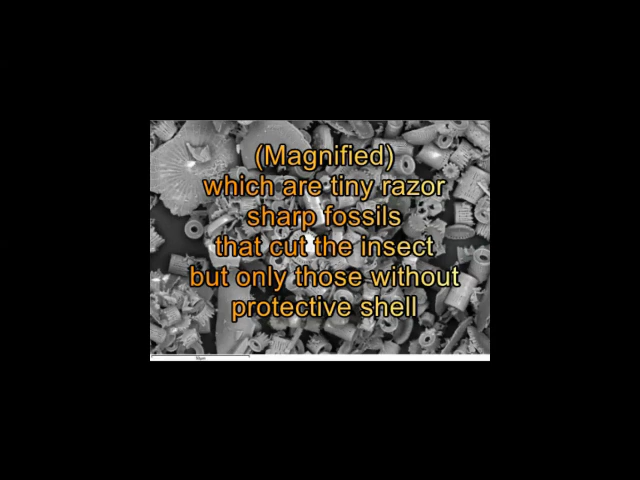 (Magnified)
which are tiny razor
sharp fossils
that cut the insect
but only those without
protective shell